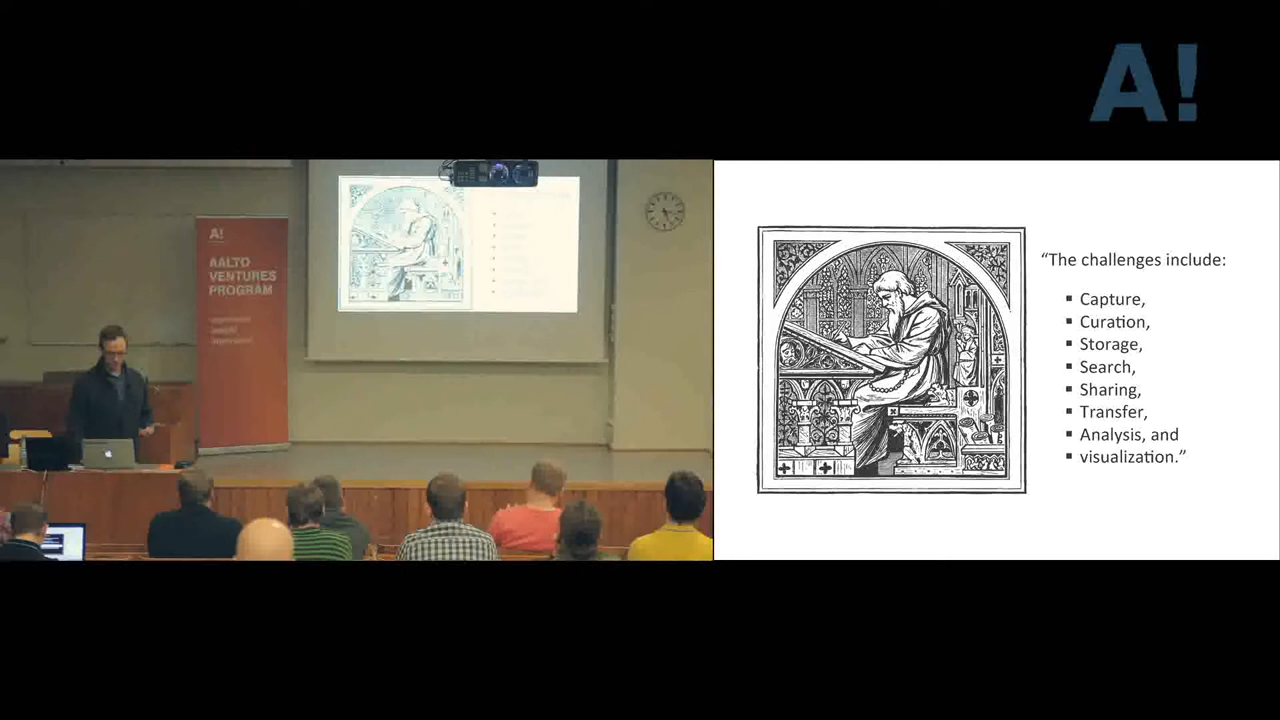 A!
A!
AALTO
VENTURES
PROGRAM
“The challenges include:
▪ Capture,
▪ Curation,
▪ Storage,
▪ Search,
▪ Sharing,
▪ Transfer,
▪ Analysis, and
▪ visualization.”